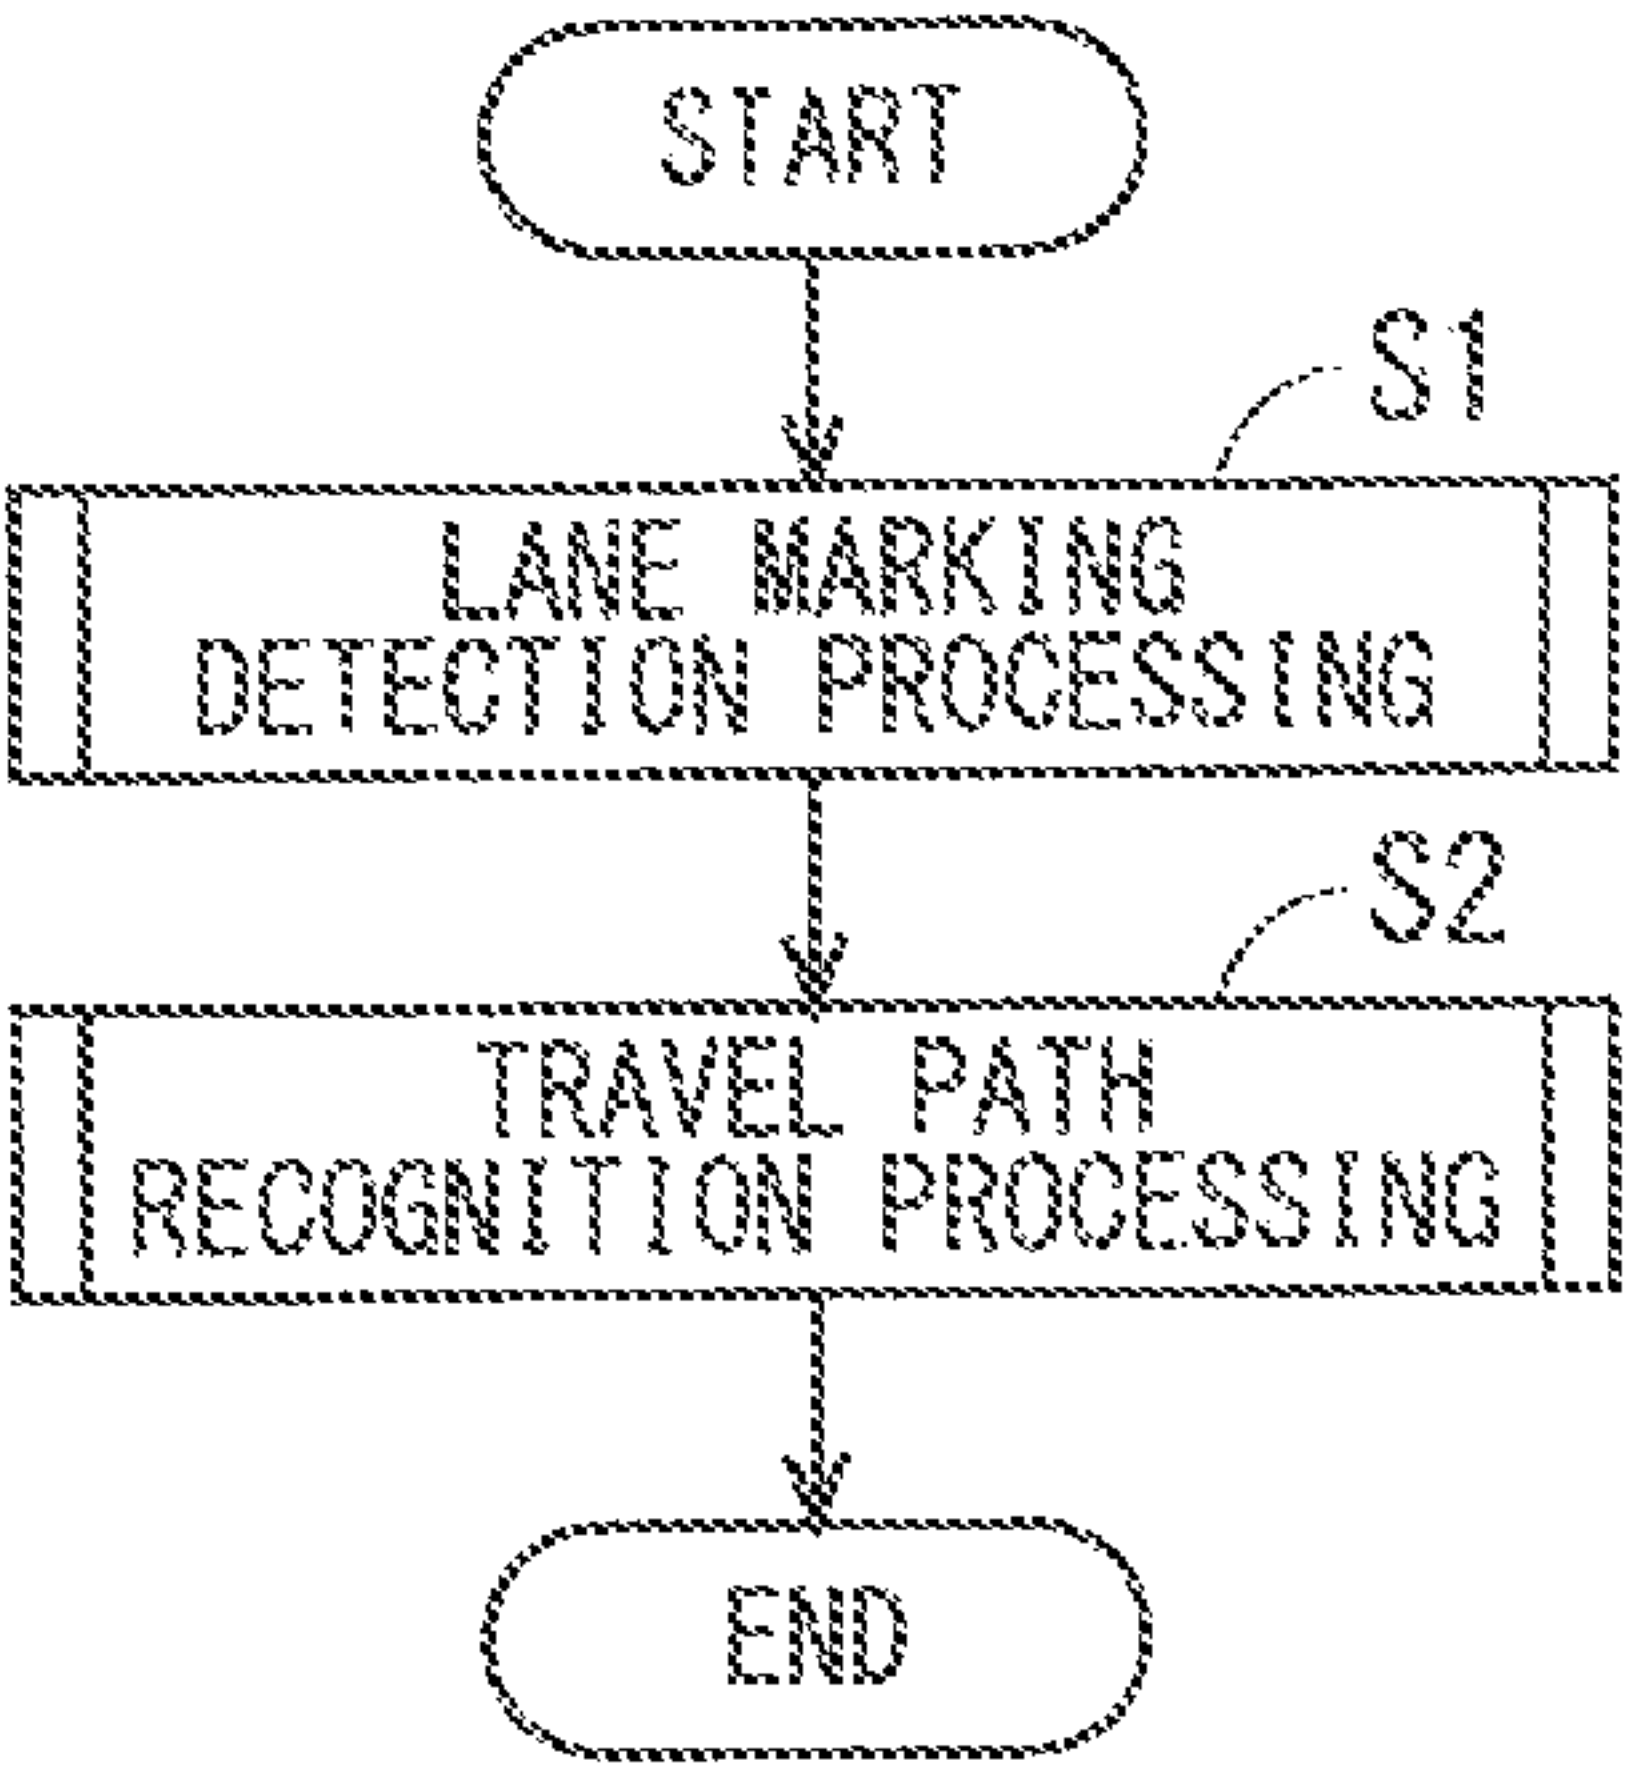 START
S1
LANE MARKING
DETECTION PROCESSING
S2
TRAVEL PATH
RECOGNITION PROCESSING
END